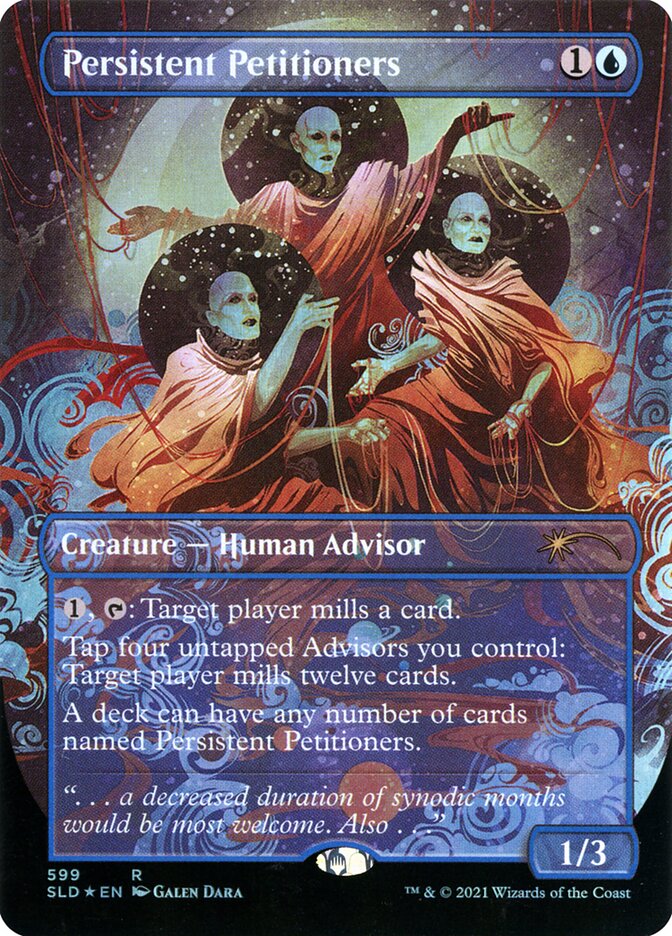 Persistent Petitioners 1
Creature — Human Advisor
1, : Target player mills a card.
Tap four untapped Advisors you control:
Target player mills twelve cards.
A deck can have any number of cards
named Persistent Petitioners.
“. . . a decreased duration of synodic months
would be most welcome. Also . . .”
1/3
599 R
SLD ★ EN GALEN DARA
™ & © 2021 Wizards of the Coast